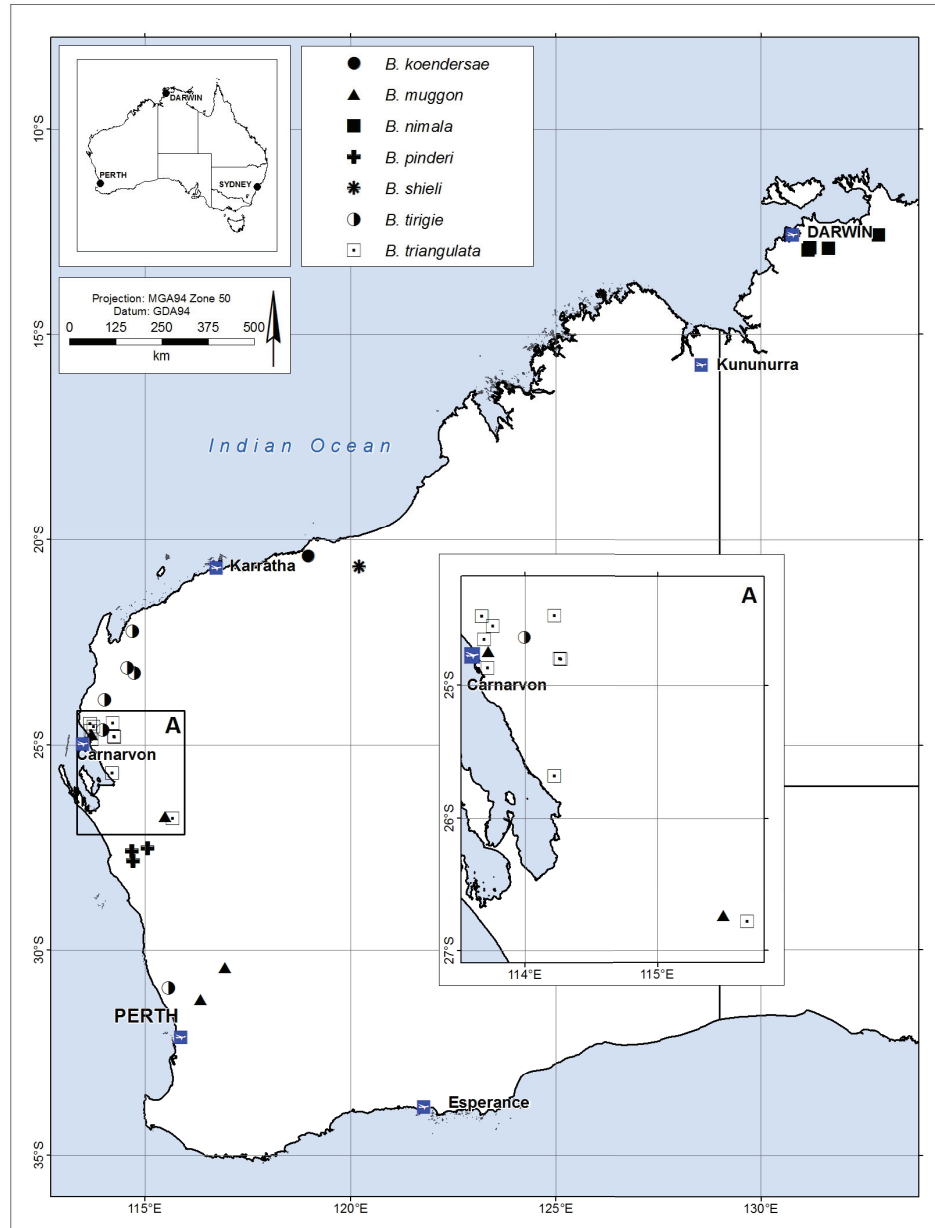 DARWIN
PERTH
SYDNEY
B. koendersae
B. muggon
B. nimala
B. pinderi
B. shieli
B. tirigie
B. triangulata
Projection: MGA94 Zone 50
Datum: GDA94
0 125 250 375 500
km
10°S
DARWIN
15°S
Kununurra
Indian Ocean
20°S
Karratha
A
A
25°S
Carnarvon
Carnarvon
25°S
26°S
27°S
114°E 115°E
30°S
PERTH
Esperance
35°S
115°E 120°E 125°E 130°E